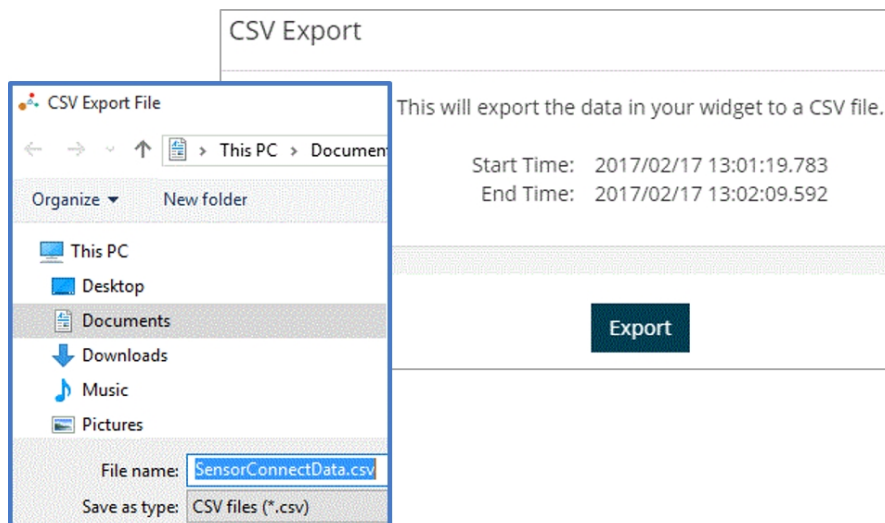 CSV Export
This will export the data in your widget to a CSV file.
Start Time: 2017/02/17 13:01:19.783
End Time: 2017/02/17 13:02:09.592
Export
CSV Export File
This PC > Documen
Organize New folder
This PC
Desktop
Documents
Downloads
Music
Pictures
File name: SensorConnectData.csv
Save as type: CSV files (*.csv)